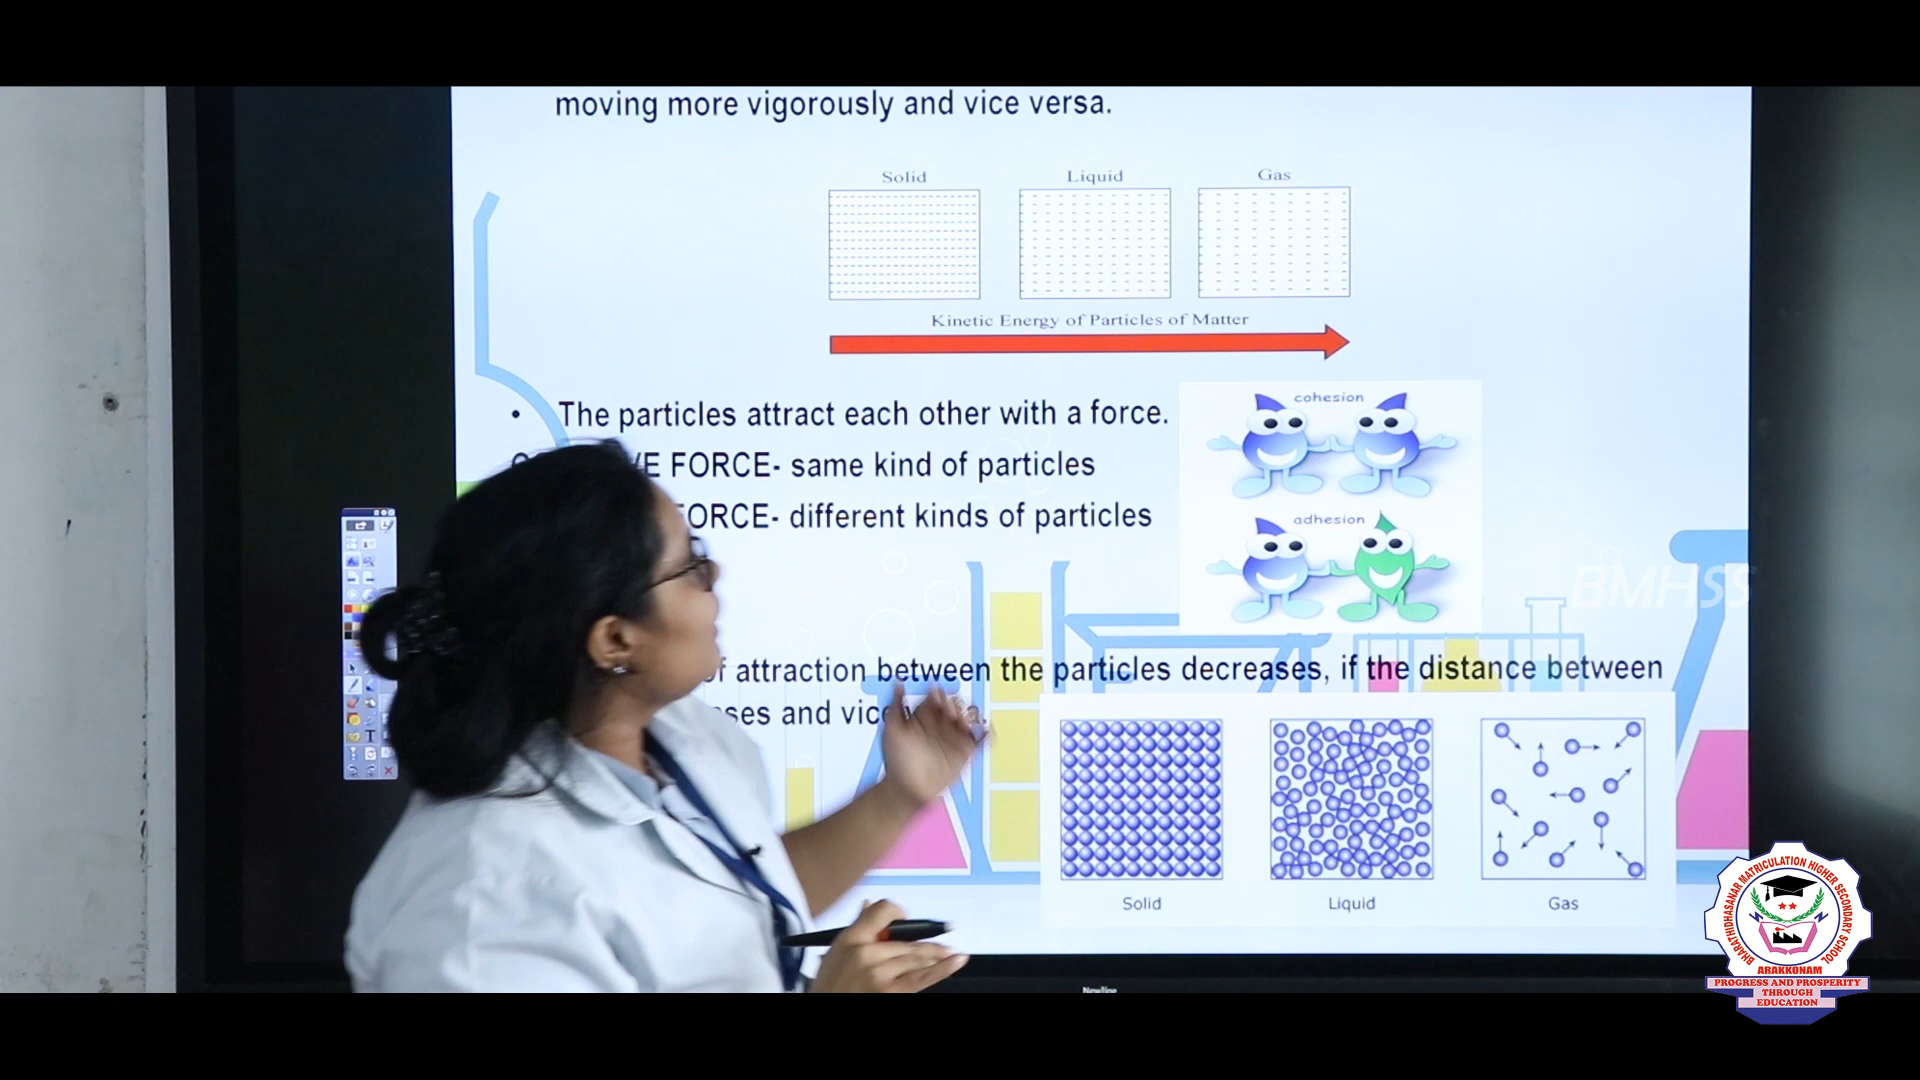 moving more vigorously and vice versa.
Solid Liquid Gas
Kinetic Energy of Particles of Matter
• The particles attract each other with a force.
cohesion
FORCE- same kind of particles
FORCE- different kinds of particles
adhesion
BMHSS
of attraction between the particles decreases, if the distance between
and
Solid Liquid Gas
BHARATHIDHASANAR MATRICULATION HIGHER SECONDARY SCHOOL
ARAKKONAM
PROGRESS AND PROSPERITY
THROUGH
EDUCATION
Newline